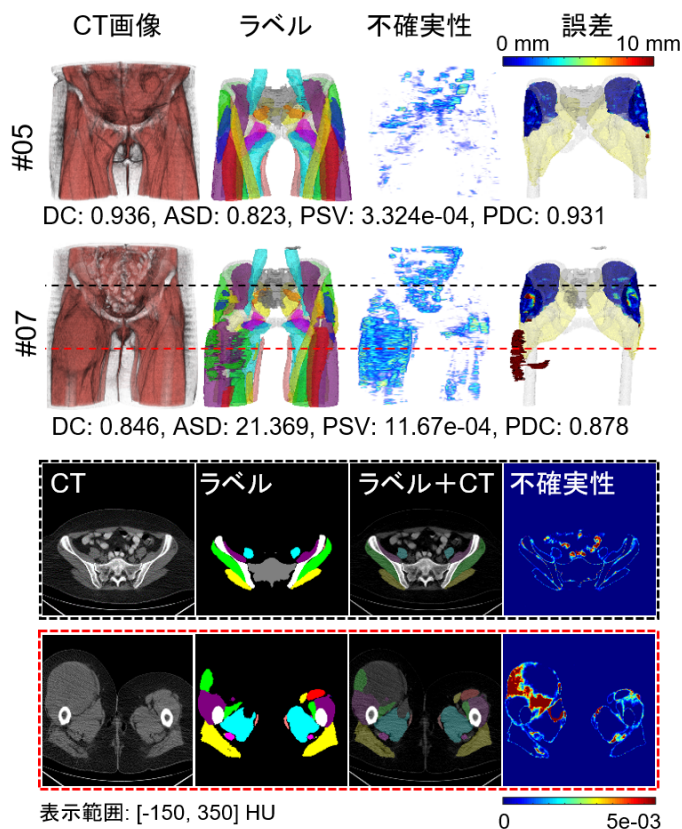 CT画像 ラベル 不確実性 誤差
0 mm 10 mm
#05
DC: 0.936, ASD: 0.823, PSV: 3.324e-04, PDC: 0.931
#07
DC: 0.846, ASD: 21.369, PSV: 11.67e-04, PDC: 0.878
CT ラベル ラベル＋CT 不確実性
表示範囲: [-150, 350] HU
0 5e-03